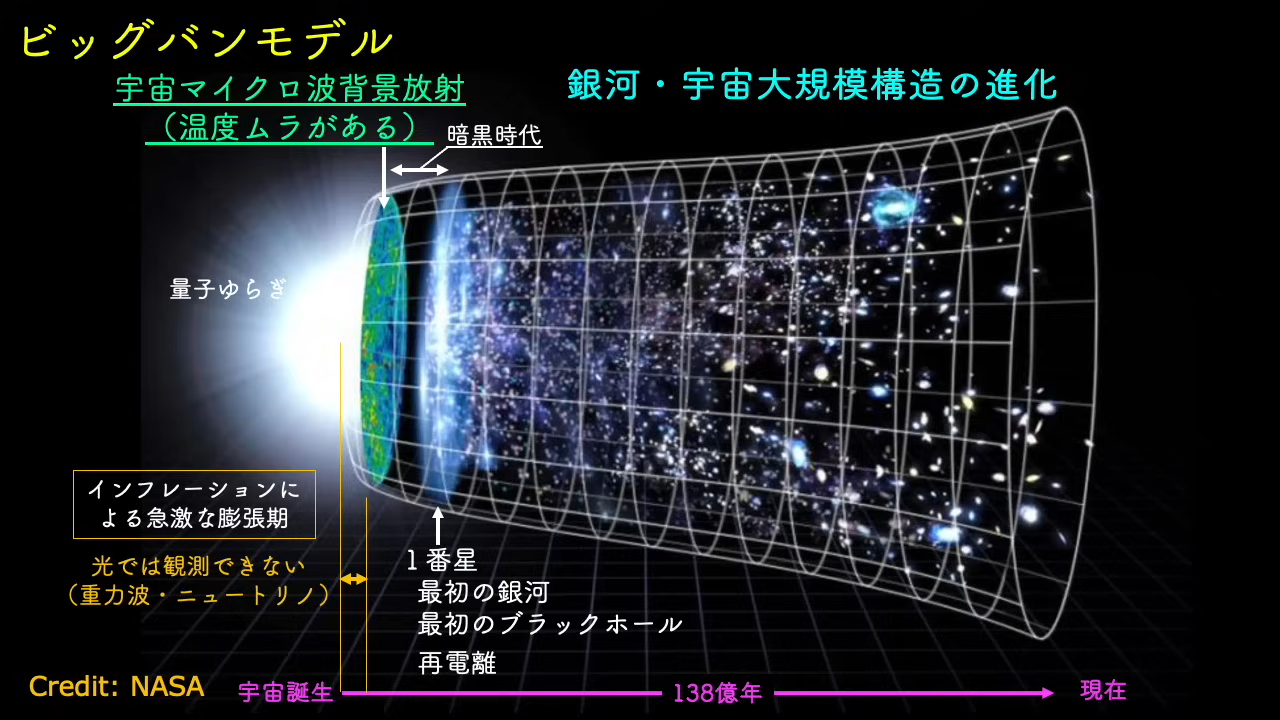 ビッグバンモデル
宇宙マイクロ波背景放射
（温度ムラがある）
銀河・宇宙大規模構造の進化
暗黒時代
量子ゆらぎ
インフレーションに
よる急激な膨張期
光では観測できない
（重力波・ニュートリノ）
１番星
最初の銀河
最初のブラックホール
再電離
Credit: NASA
宇宙誕生
138億年
現在